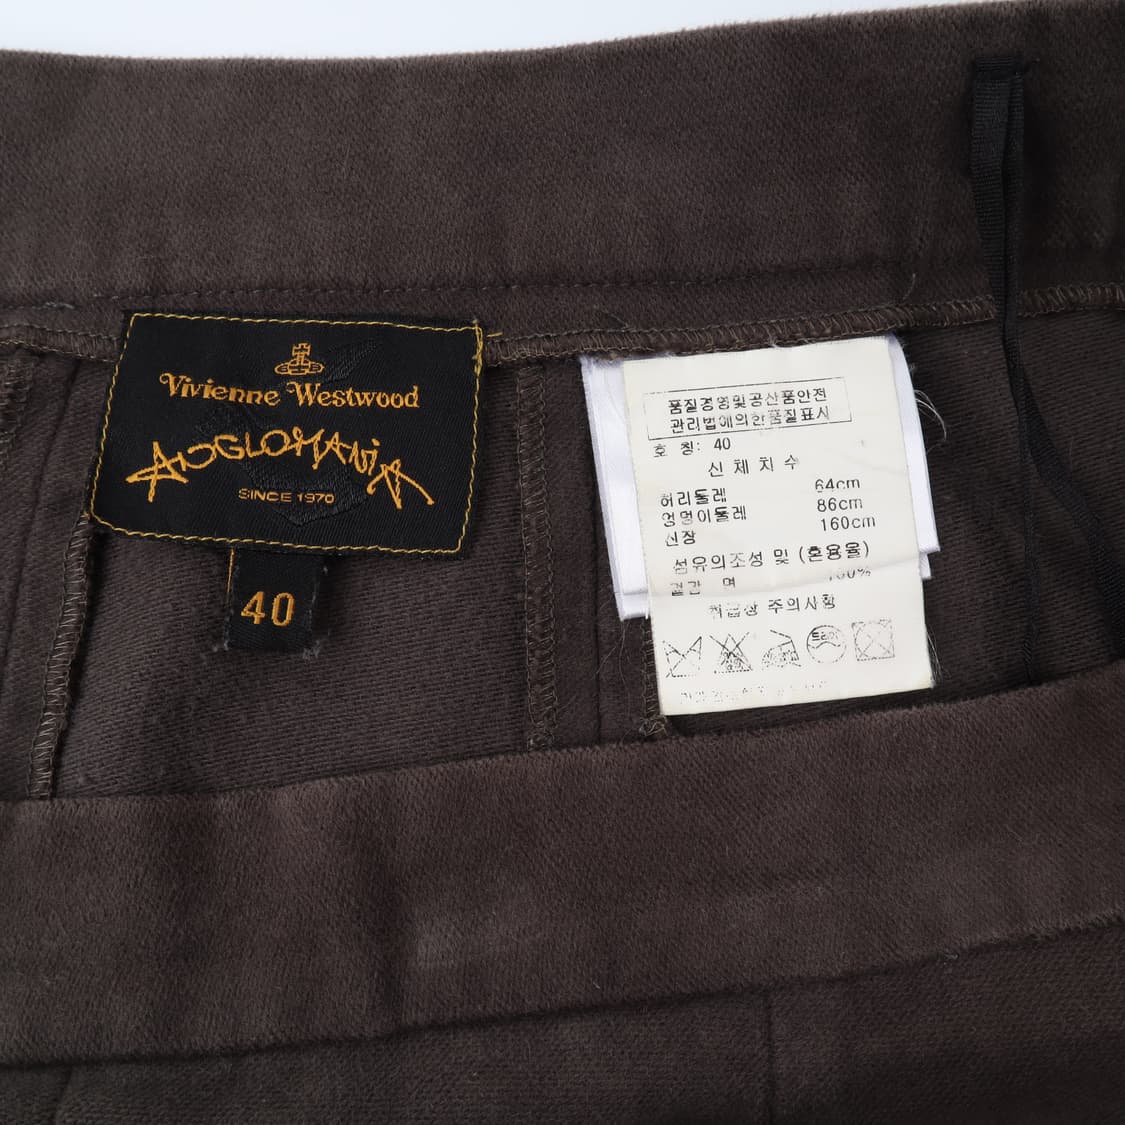 Vivienne Westwood
ANGLOMANIA
SINCE 1970
40
품질경영및공산품안전
관리법에의한품질표시
호 칭: 40
신체치수
허리둘레 64cm
엉덩이둘레 86cm
신장 160cm
섬유의조성 및 (혼용율)
겉감 면 100%
취급상 주의사항
드라이